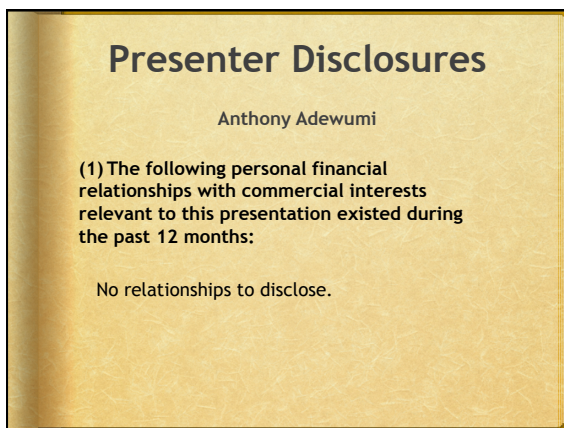 Presenter Disclosures
Anthony Adewumi
(1) The following personal financial
relationships with commercial interests
relevant to this presentation existed during
the past 12 months:
No relationships to disclose.